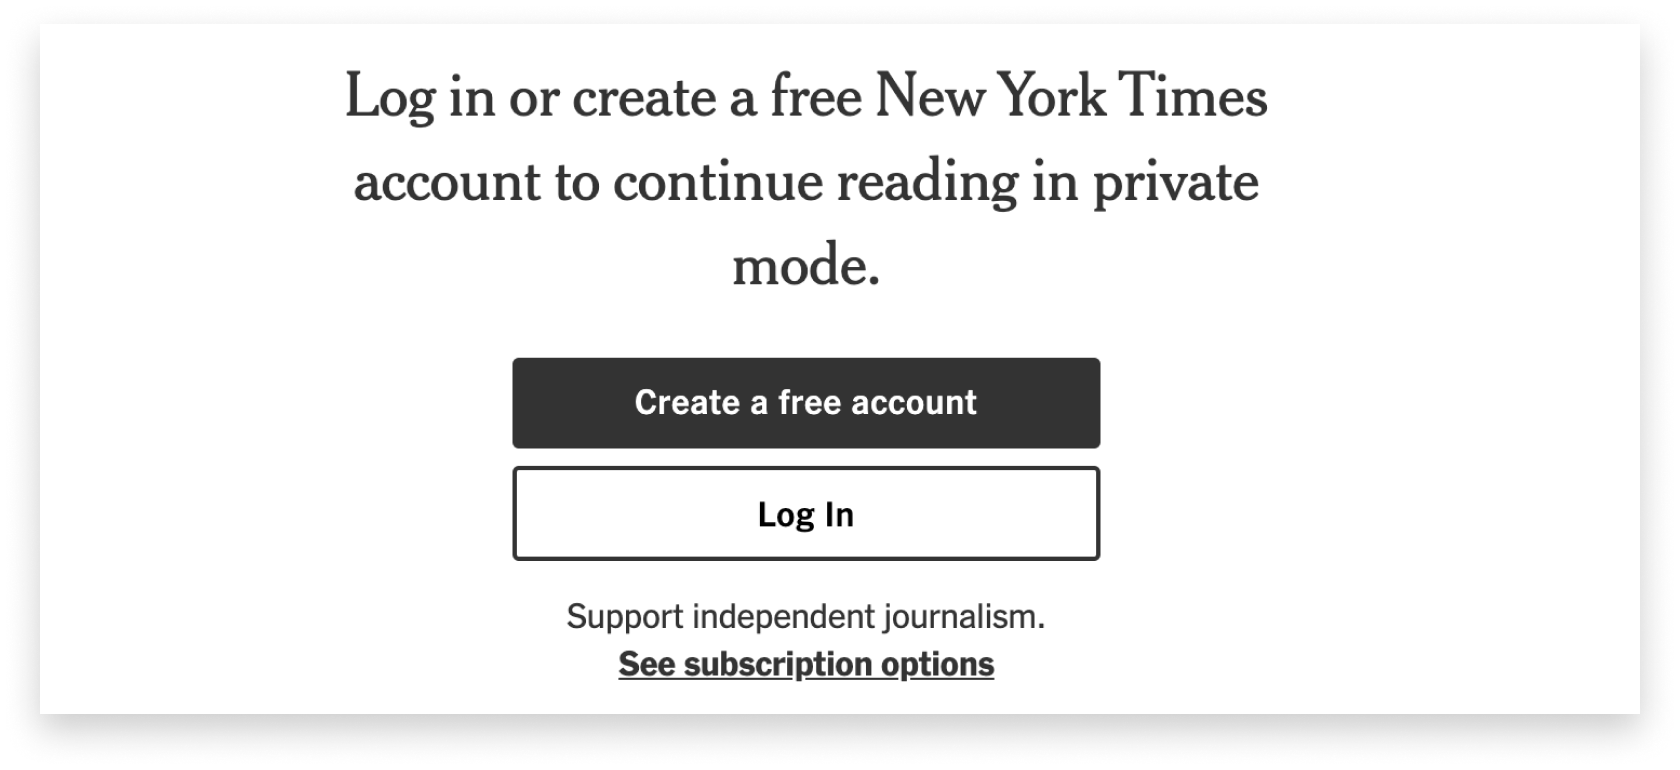 Log in or create a free New York Times
account to continue reading in private
mode.
Create a free account
Log In
Support independent journalism.
See subscription options